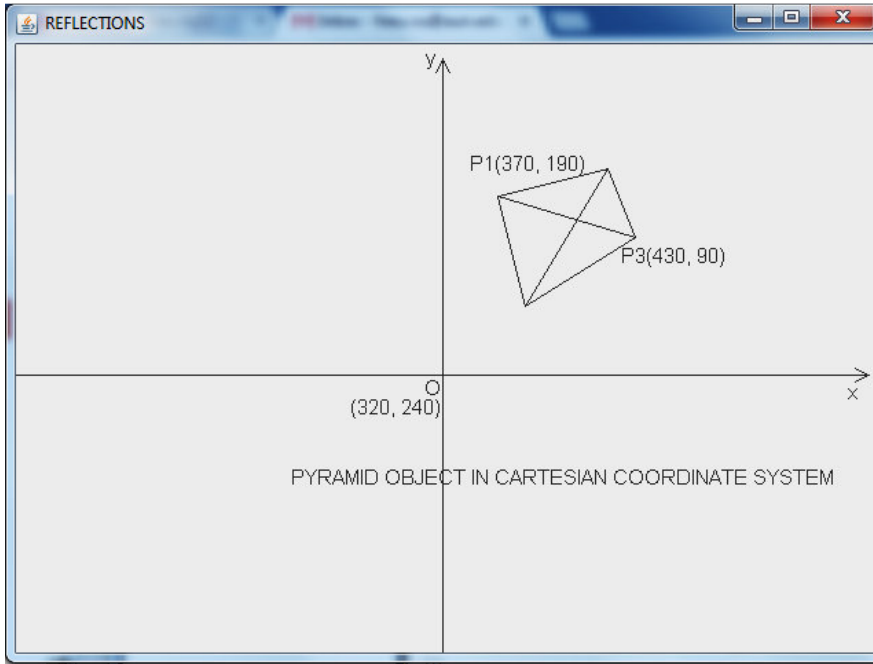 REFLECTIONS
y
P1(370, 190)
P3(430, 90)
O
x
(320, 240)
PYRAMID OBJECT IN CARTESIAN COORDINATE SYSTEM